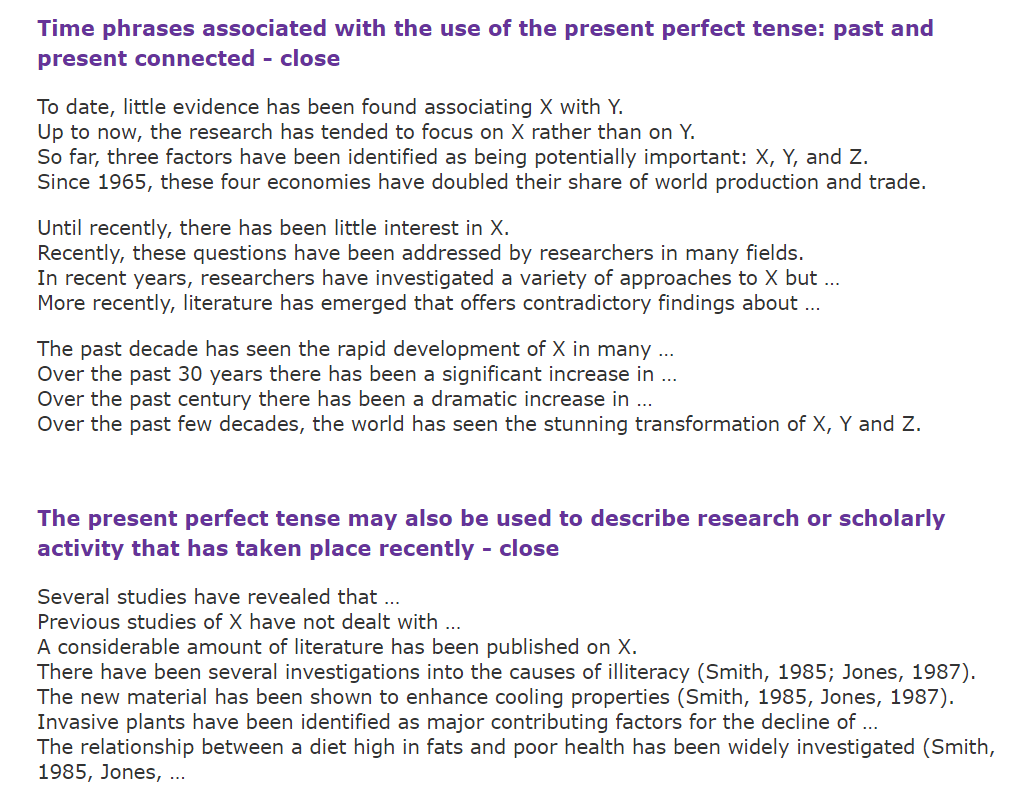 Time phrases associated with the use of the present perfect tense: past and
present connected - close
To date, little evidence has been found associating X with Y.
Up to now, the research has tended to focus on X rather than on Y.
So far, three factors have been identified as being potentially important: X, Y, and Z.
Since 1965, these four economies have doubled their share of world production and trade.
Until recently, there has been little interest in X.
Recently, these questions have been addressed by researchers in many fields.
In recent years, researchers have investigated a variety of approaches to X but …
More recently, literature has emerged that offers contradictory findings about …
The past decade has seen the rapid development of X in many …
Over the past 30 years there has been a significant increase in …
Over the past century there has been a dramatic increase in …
Over the past few decades, the world has seen the stunning transformation of X, Y and Z.
The present perfect tense may also be used to describe research or scholarly
activity that has taken place recently - close
Several studies have revealed that …
Previous studies of X have not dealt with …
A considerable amount of literature has been published on X.
There have been several investigations into the causes of illiteracy (Smith, 1985; Jones, 1987).
The new material has been shown to enhance cooling properties (Smith, 1985, Jones, 1987).
Invasive plants have been identified as major contributing factors for the decline of …
The relationship between a diet high in fats and poor health has been widely investigated (Smith,
1985, Jones, …